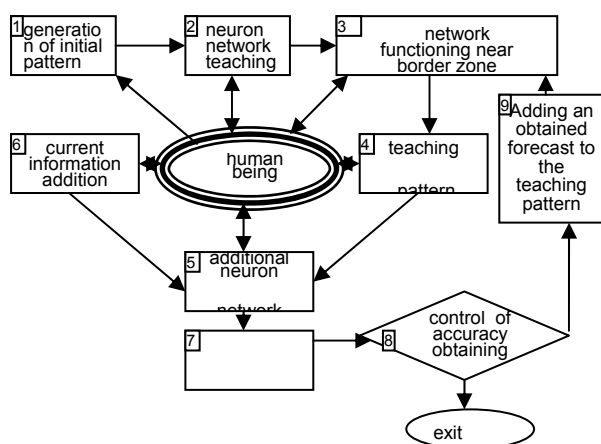 1
generati
on of initial
pattern
2
neuron
network
teaching
3
network
functioning near
border zone
9
Adding an
obtained
forecast to
the
teaching
pattern
6
current
information
addition
human
being
4
teaching
pattern
5
additional
neuron
network
7
8
control of
accuracy
obtaining
exit